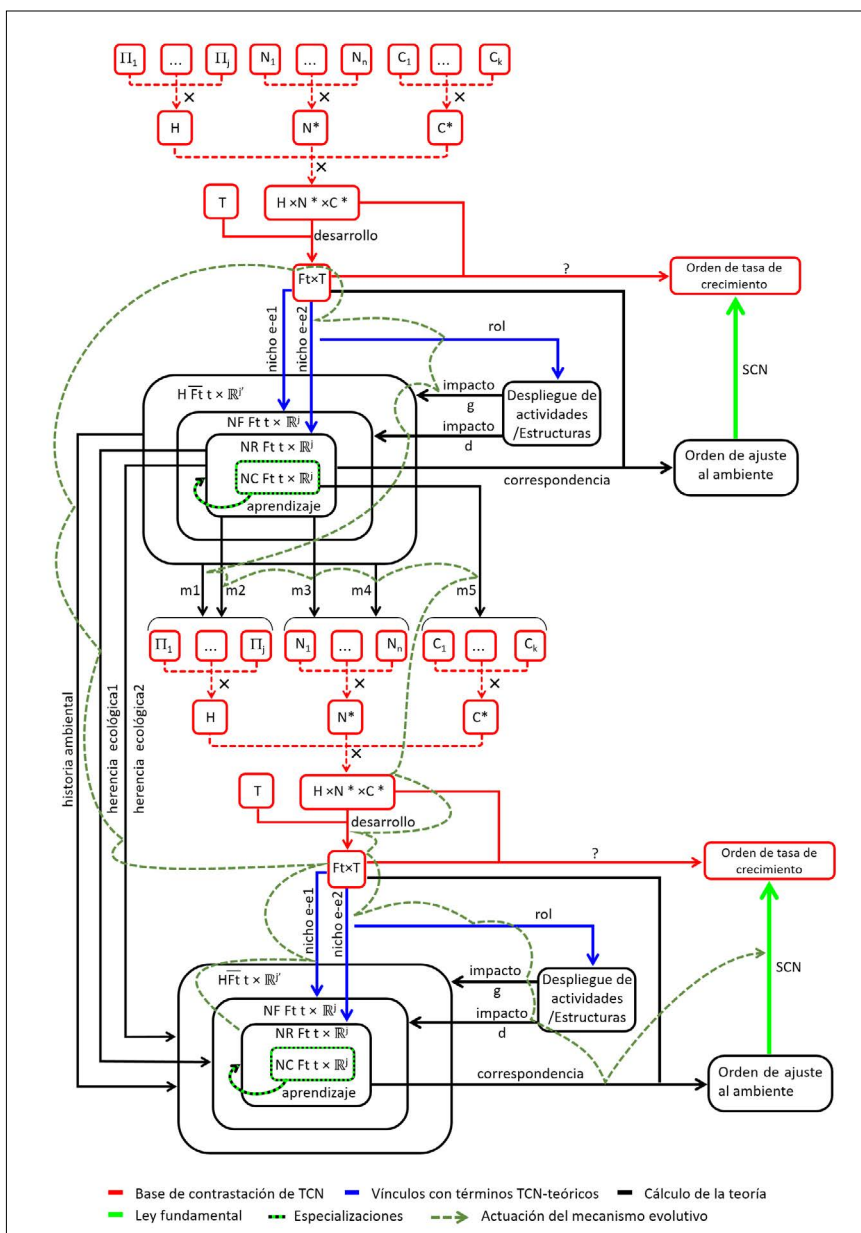 Π₁ ... Πⱼ N₁ ... Nₙ C₁ ... Cₖ
× × ×
H N* C*
×
T H ×N * ×C *
desarrollo
Ft×T
?
Orden de tasa de
crecimiento
nicho e-e1
nicho e-e2
rol
SCN
H F̅t̅ t × ℝʲ'
impacto
g
Despliegue de
actividades
/Estructuras
NF Ft t × ℝʲ
impacto
d
NR Ft t × ℝʲ
correspondencia
Orden de ajuste
al ambiente
NC Ft t × ℝʲ
aprendizaje
m1 m2 m3 m4 m5
Π₁ ... Πⱼ N₁ ... Nₙ C₁ ... Cₖ
× × ×
H N* C*
×
historia ambiental
herencia ecológica1
herencia ecológica2
T H ×N * ×C *
desarrollo
Ft×T
?
Orden de tasa de
crecimiento
nicho e-e1
nicho e-e2
rol
SCN
HF̅t̅ t × ℝʲ'
impacto
g
Despliegue de
actividades
/Estructuras
NF Ft t × ℝʲ
impacto
d
NR Ft t × ℝʲ
NC Ft t × ℝʲ
correspondencia
Orden de ajuste
al ambiente
aprendizaje
Base de contrastación de TCN Vínculos con términos TCN-teóricos Cálculo de la teoría
Ley fundamental Especializaciones Actuación del mecanismo evolutivo